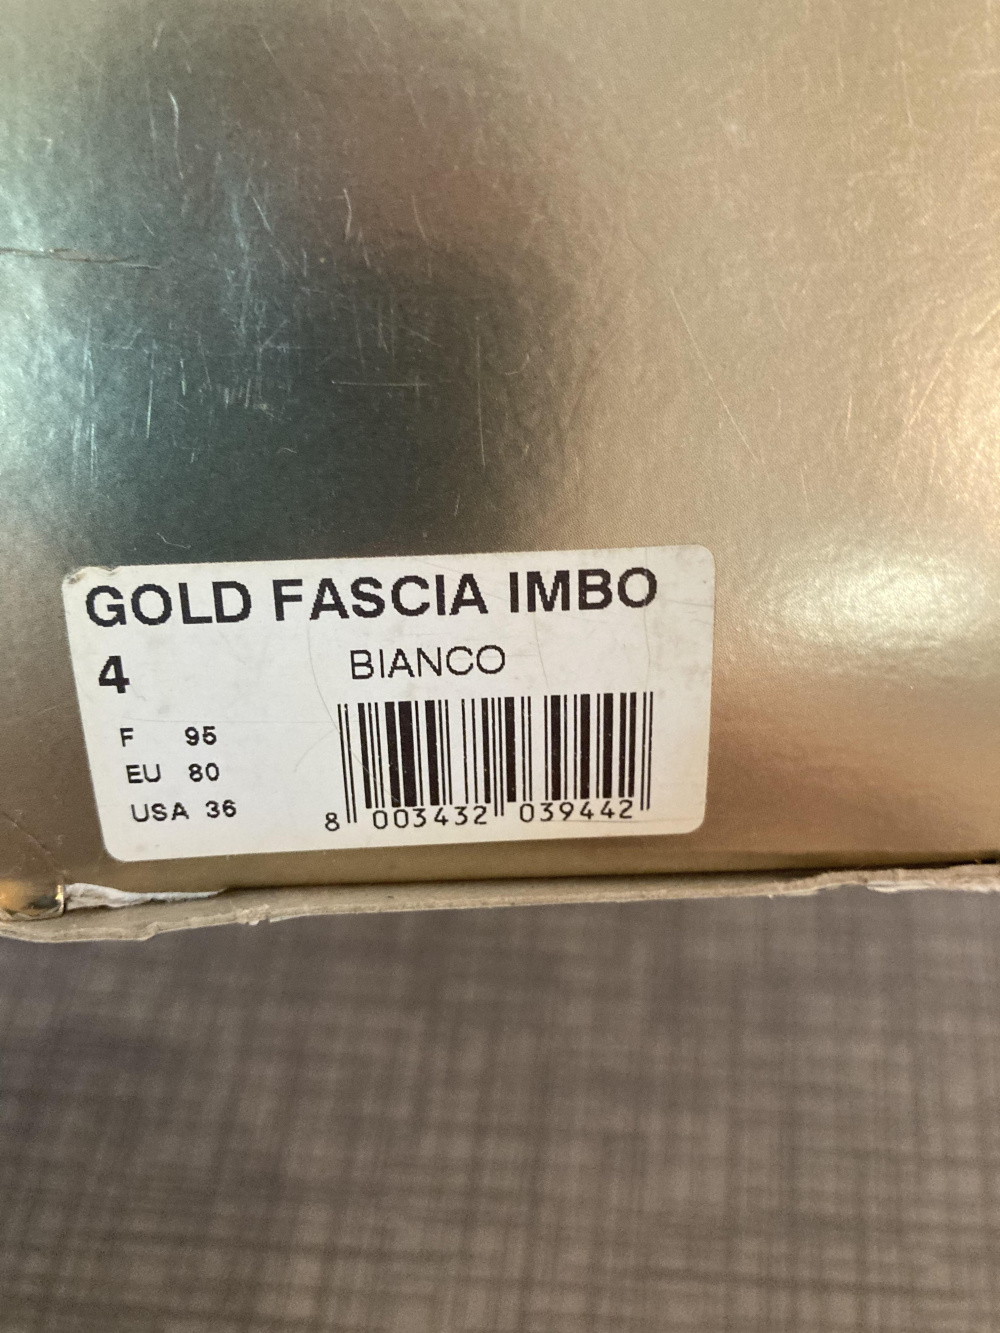 GOLD FASCIA IMBO
4 BIANCO
F 95
EU 80
USA 36
8 003432 039442